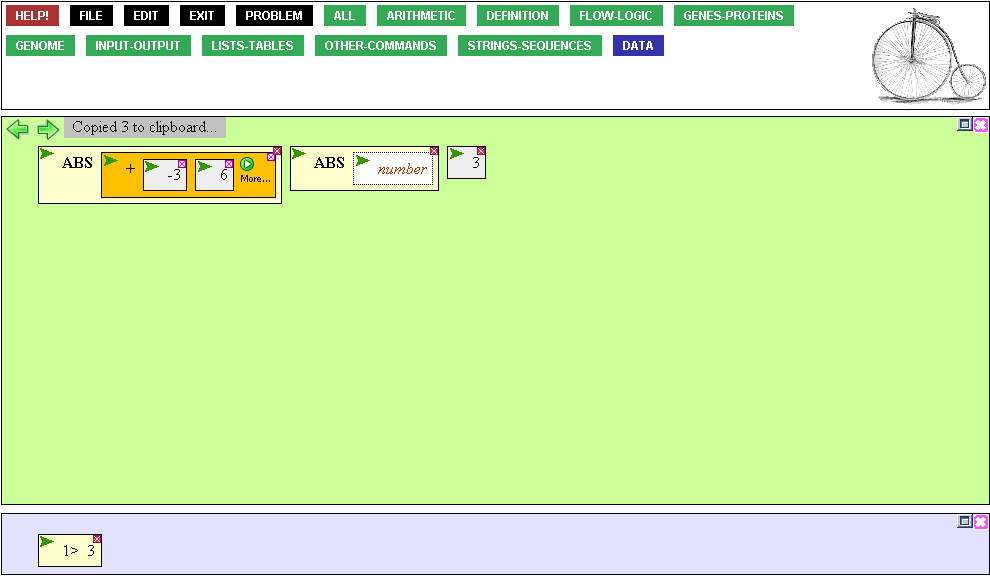 HELP! FILE EDIT EXIT PROBLEM ALL ARITHMETIC DEFINITION FLOW-LOGIC GENES-PROTEINS
GENOME INPUT-OUTPUT LISTS-TABLES OTHER-COMMANDS STRINGS-SEQUENCES DATA
Copied 3 to clipboard...
ABS + -3 6 More... ABS number 3
1> 3